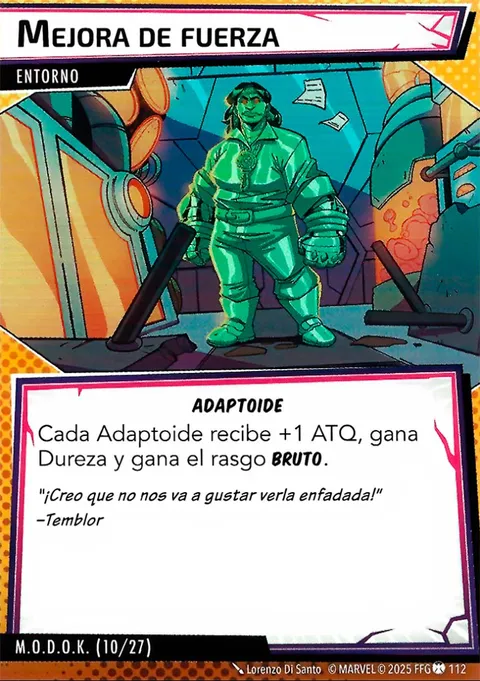 MEJORA DE FUERZA
ENTORNO
ADAPTOIDE
Cada Adaptoide recibe +1 ATQ, gana
Dureza y gana el rasgo BRUTO.
"¡Creo que no nos va a gustar verla enfadada!"
–Temblor
M.O.D.O.K. (10/27)
Lorenzo Di Santo © MARVEL © 2025 FFG 112